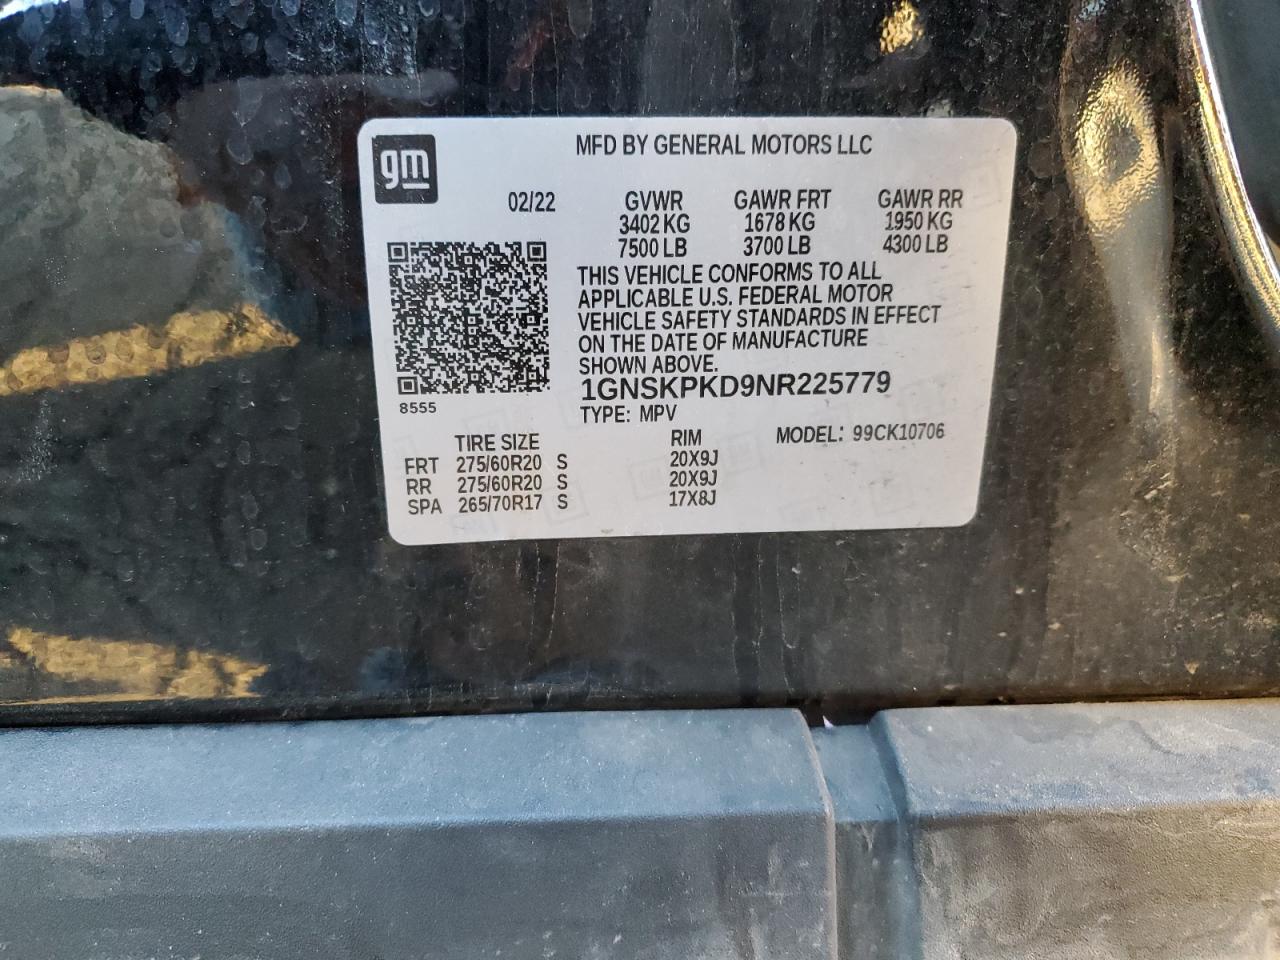 gm
MFD BY GENERAL MOTORS LLC
02/22 GVWR GAWR FRT GAWR RR
3402 KG 1678 KG 1950 KG
7500 LB 3700 LB 4300 LB
THIS VEHICLE CONFORMS TO ALL
APPLICABLE U.S. FEDERAL MOTOR
VEHICLE SAFETY STANDARDS IN EFFECT
ON THE DATE OF MANUFACTURE
SHOWN ABOVE.
1GNSKPKD9NR225779
8555
TYPE: MPV
TIRE SIZE RIM MODEL: 99CK10706
FRT 275/60R20 S 20X9J
RR 275/60R20 S 20X9J
SPA 265/70R17 S 17X8J